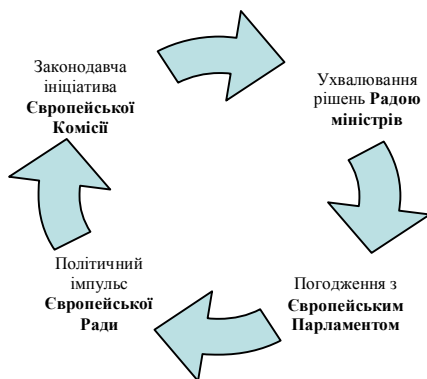 Законодавча
ініціатива
Європейської
Комісії
Ухвалювання
рішень Радою
міністрів
Погодження з
Європейським
Парламентом
Політичний
імпульс
Європейської
Ради